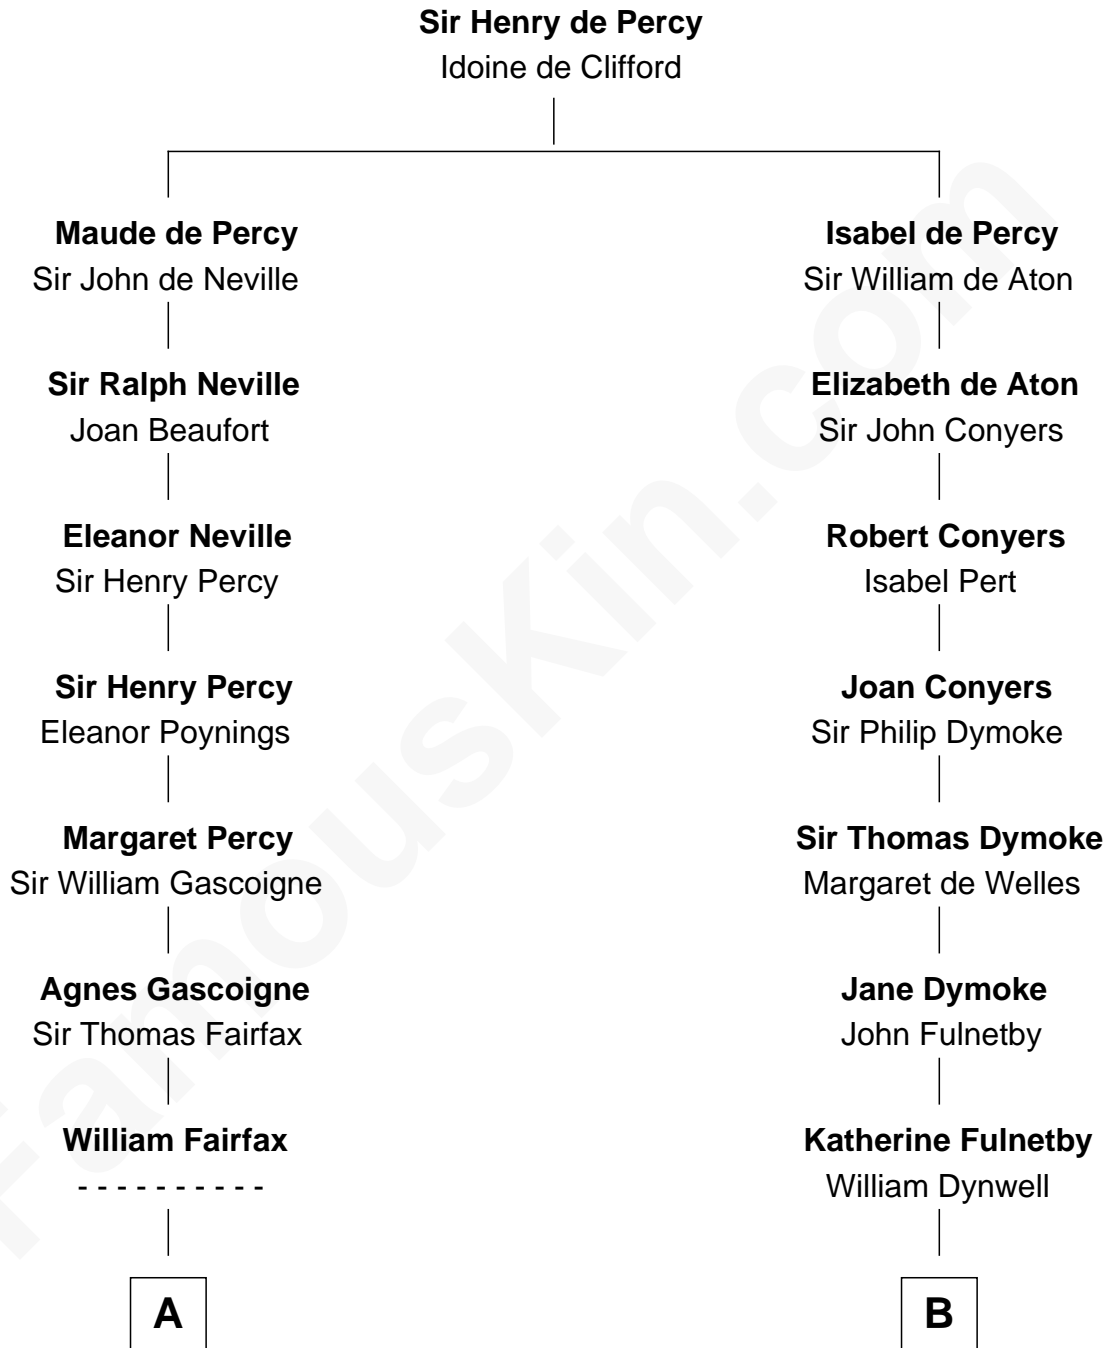 Sir Henry de Percy
Idoine de Clifford
Maude de Percy
Sir John de Neville
Sir Ralph Neville
Joan Beaufort
Eleanor Neville
Sir Henry Percy
Sir Henry Percy
Eleanor Poynings
Margaret Percy
Sir William Gascoigne
Agnes Gascoigne
Sir Thomas Fairfax
William Fairfax
- - - - - - - - - -
A
Isabel de Percy
Sir William de Aton
Elizabeth de Aton
Sir John Conyers
Robert Conyers
Isabel Pert
Joan Conyers
Sir Philip Dymoke
Sir Thomas Dymoke
Margaret de Welles
Jane Dymoke
John Fulnetby
Katherine Fulnetby
William Dynwell
B
FamousKin.com